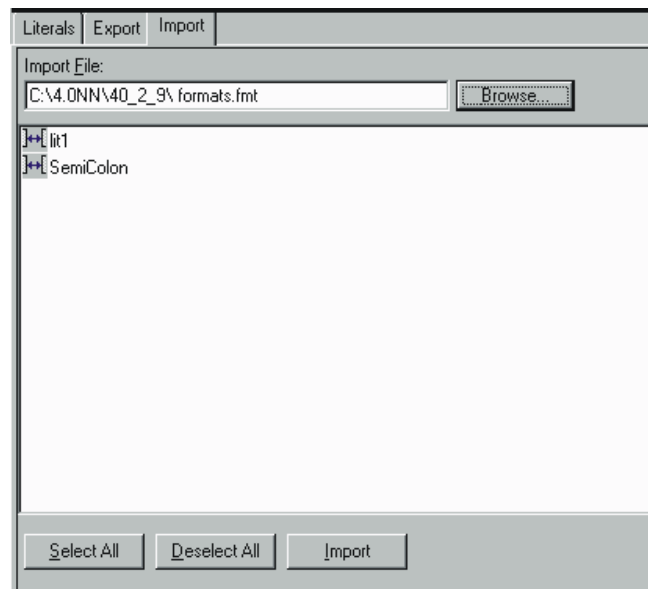 Literals Export Import
Import File:
C:\4.0NN\40_2_9\ formats.fmt Browse...
lit1
SemiColon
Select All Deselect All Import